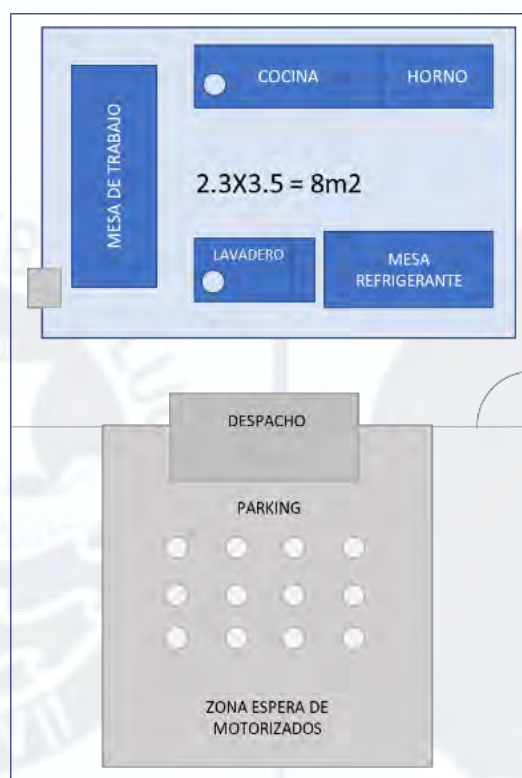 COCINA
HORNO
MESA DE TRABAJO
2.3X3.5 = 8m2
LAVADERO
MESA
REFRIGERANTE
DESPACHO
PARKING
ZONA ESPERA DE
MOTORIZADOS